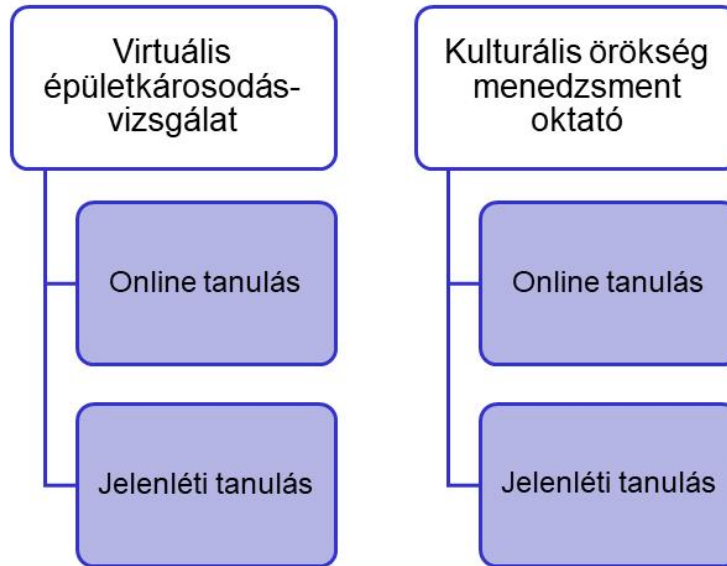 Virtuális
épületkárosodás-
vizsgálat
Online tanulás
Jelenléti tanulás
Kulturális örökség
menedzsment
oktató
Online tanulás
Jelenléti tanulás